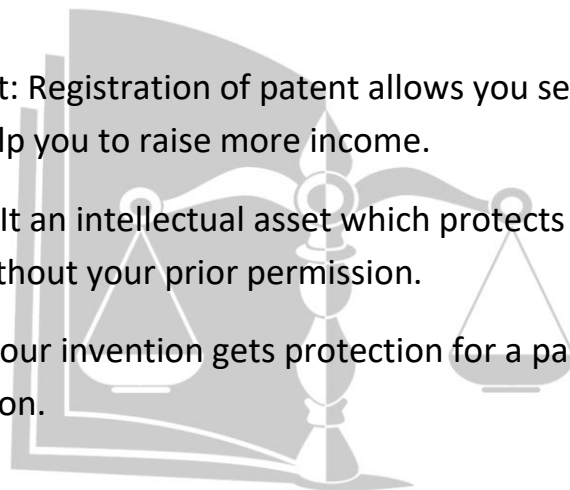 t: Registration of patent allows you se
lp you to raise more income.
It an intellectual asset which protects
thout your prior permission.
our invention gets protection for a pa
on.